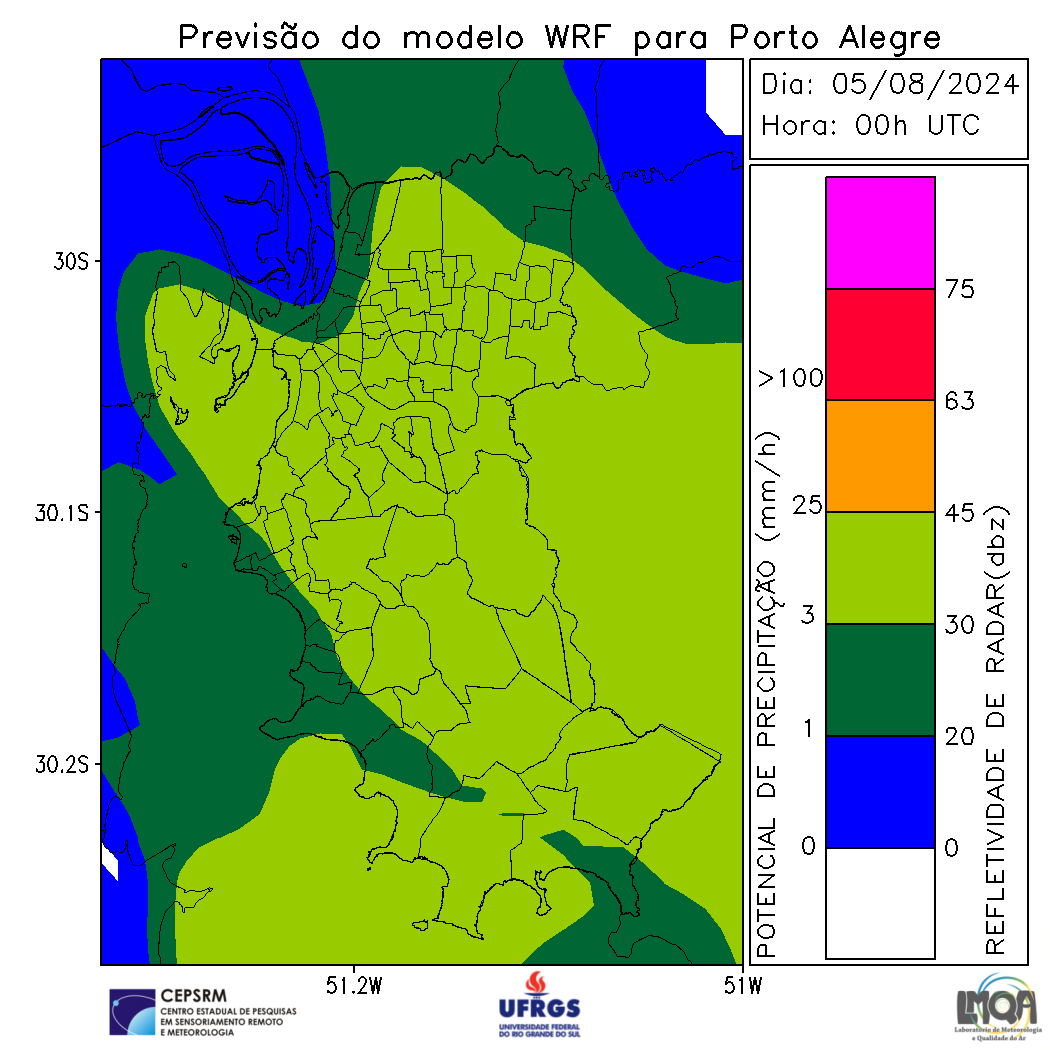 Previsão do modelo WRF para Porto Alegre
Dia: 05/08/2024
Hora: 00h UTC
30S
30.1S
30.2S
51.2W
51W
POTENCIAL DE PRECIPITAÇÃO (mm/h)
>100
25
3
1
0
75
63
45
30
20
0
REFLETIVIDADE DE RADAR(dbz)
CEPSRM
CENTRO ESTADUAL DE PESQUISAS
EM SENSORIAMENTO REMOTO
E METEOROLOGIA
UFRGS
UNIVERSIDADE FEDERAL
DO RIO GRANDE DO SUL
LMQA
Laboratório de Meteorologia
e Qualidade do Ar